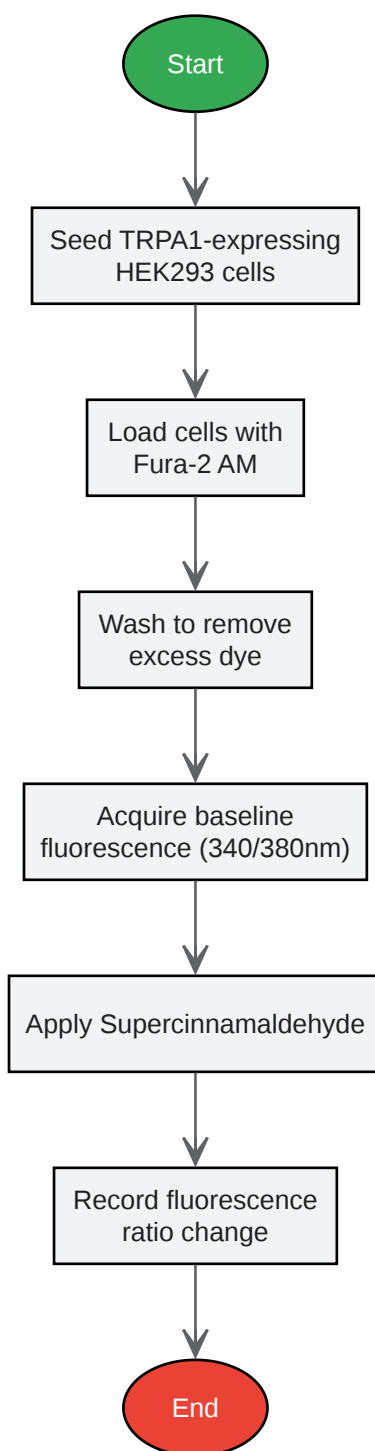 Start
Seed TRPA1-expressing
HEK293 cells
Load cells with
Fura-2 AM
Wash to remove
excess dye
Acquire baseline
fluorescence (340/380nm)
Apply Supercinnamaldehyde
Record fluorescence
ratio change
End